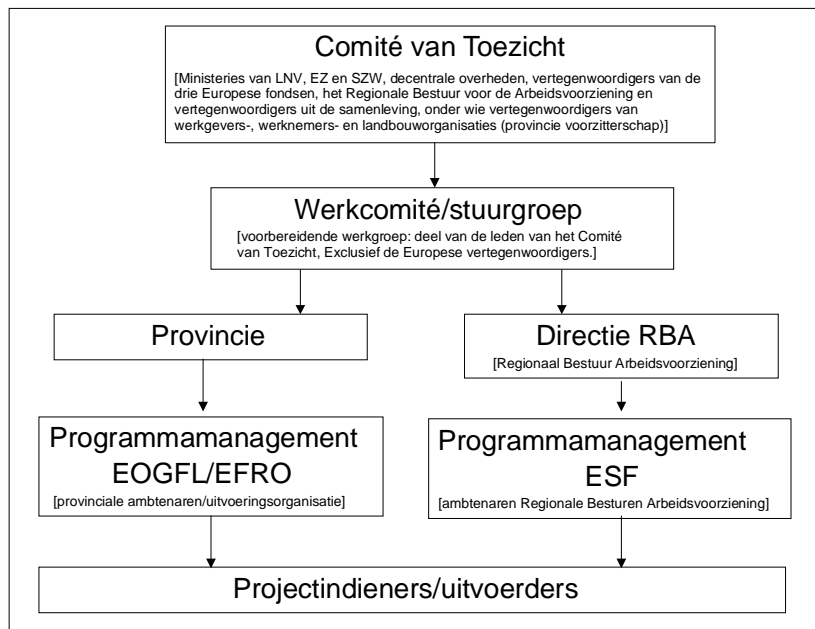 Comité van Toezicht
[Ministeries van LNV, EZ en SZW, decentrale overheden, vertegenwoordigers van de
drie Europese fondsen, het Regionale Bestuur voor de Arbeidsvoorziening en
vertegenwoordigers uit de samenleving, onder wie vertegenwoordigers van
werkgevers-, werknemers- en landbouworganisaties (provincie voorzitterschap)]
Werkcomité/stuurgroep
[voorbereidende werkgroep: deel van de leden van het Comité
van Toezicht, Exclusief de Europese vertegenwoordigers.]
Provincie
Directie RBA
[Regionaal Bestuur Arbeidsvoorziening]
Programmamanagement
EOGFL/EFRO
[provinciale ambtenaren/uitvoeringsorganisatie]
Programmamanagement
ESF
[ambtenaren Regionale Besturen Arbeidsvoorziening]
Projectindieners/uitvoerders